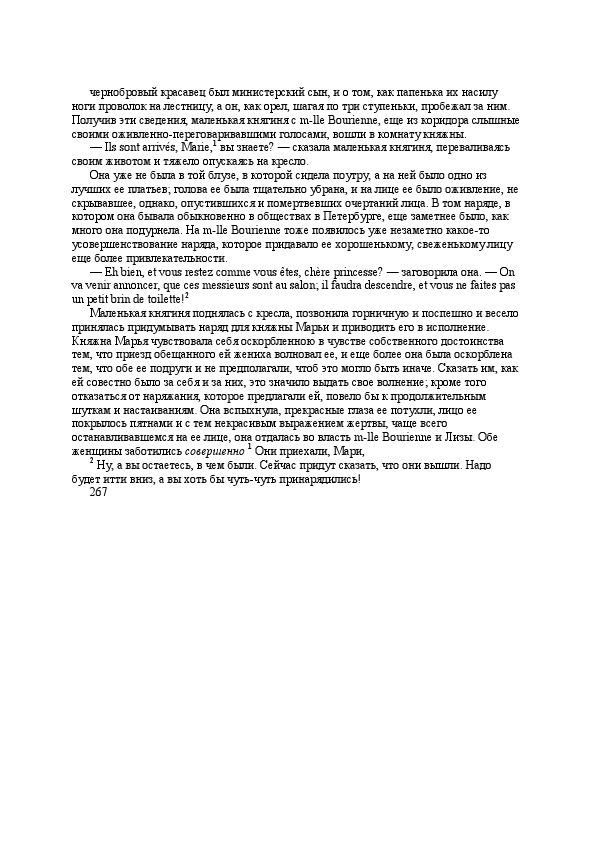 чернобровый красавец был министерский сын, и о том, как папенька их насилу
ноги проволок на лестницу, а он, как орел, шагая по три ступеньки, пробежал за ним.
Получив эти сведения, маленькая княгиня с m-lle Bourienne, еще из коридора слышные
своими оживленно-переговаривавшими голосами, вошли в комнату княжны.
— Ils sont arrivés, Marie,1 вы знаете? — сказала маленькая княгиня, переваливаясь
своим животом и тяжело опускаясь на кресло.
Она уже не была в той блузе, в которой сидела поутру, а на ней было одно из
лучших ее платьев; голова ее была тщательно убрана, и на лице ее было оживление, не
скрывавшее, однако, опустившихся и помертвевших очертаний лица. В том наряде, в
котором она бывала обыкновенно в обществах в Петербурге, еще заметнее было, как
много она подурнела. На m-lle Bourienne тоже появилось уже незаметно какое-то
усовершенствование наряда, которое придавало ее хорошенькому, свеженькому лицу
еще более привлекательности.
— Eh bien, et vous restez comme vous êtes, chère princesse? — заговорила она. — On
va venir annoncer, que ces messieurs sont au salon; il faudra descendre, et vous ne faites pas
un petit brin de toilette!2
Маленькая княгиня поднялась с кресла, позвонила горничную и поспешно и весело
принялась придумывать наряд для княжны Марьи и приводить его в исполнение.
Княжна Марья чувствовала себя оскорбленною в чувстве собственного достоинства
тем, что приезд обещанного ей жениха волновал ее, и еще более она была оскорблена
тем, что обе ее подруги и не предполагали, чтоб это могло быть иначе. Сказать им, как
ей совестно было за себя и за них, это значило выдать свое волнение; кроме того
отказаться от наряжания, которое предлагали ей, повело бы к продолжительным
шуткам и настаиваниям. Она вспыхнула, прекрасные глаза ее потухли, лицо ее
покрылось пятнами и с тем некрасивым выражением жертвы, чаще всего
останавливавшемся на ее лице, она отдалась во власть m-lle Bourienne и Лизы. Обе
женщины заботились совершенно 1 Они приехали, Мари,
2 Ну, а вы остаетесь, в чем были. Сейчас придут сказать, что они вышли. Надо
будет итти вниз, а вы хоть бы чуть-чуть принарядились!
267